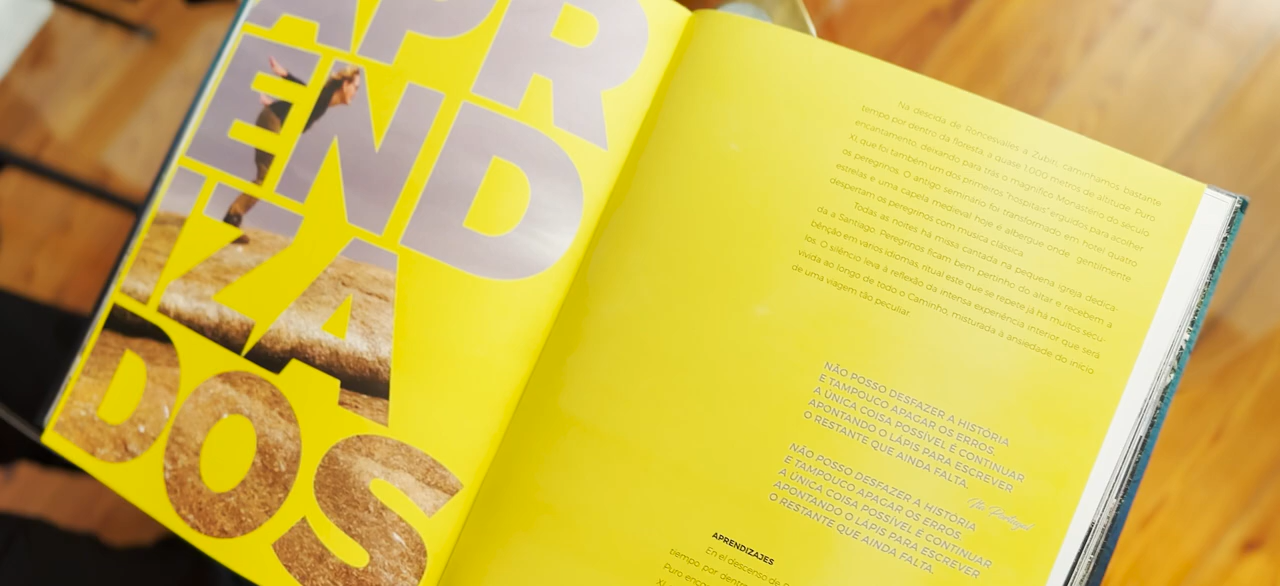 APR
END
IZA
DOS
Na descida de Roncesvalles a Zubiri, caminhamos bastante
tempo por dentro da floresta, a quase 1.000 metros de altitude. Puro
encantamento, deixando para trás o magnífico Monastério do século
XI, que foi também um dos primeiros "hospitais" erguidos para acolher
os peregrinos. O antigo seminário foi transformado em hotel quatro
estrelas e uma capela medieval hoje é albergue onde gentilmente
despertam os peregrinos com música clássica.
Todas as noites há missa cantada na pequena igreja dedica-
da a Santiago. Peregrinos ficam bem pertinho do altar e recebem a
bênção em vários idiomas, ritual este que se repete já há muitos sécu-
los. O silêncio leva à reflexão da intensa experiência interior que será
vivida ao longo de todo o Caminho, misturada à ansiedade do início
de uma viagem tão peculiar.
NÃO POSSO DESFAZER A HISTÓRIA
E TAMPOUCO APAGAR OS ERROS,
A ÚNICA COISA POSSÍVEL É CONTINUAR
APONTANDO O LÁPIS PARA ESCREVER
O RESTANTE QUE AINDA FALTA.
NÃO POSSO DESFAZER A HISTÓRIA
E TAMPOUCO APAGAR OS ERROS.
A ÚNICA COISA POSSÍVEL É CONTINUAR
APONTANDO O LÁPIS PARA ESCREVER
O RESTANTE QUE AINDA FALTA.
APRENDIZAJES
En el descenso de
tiempo por
Puro
XI